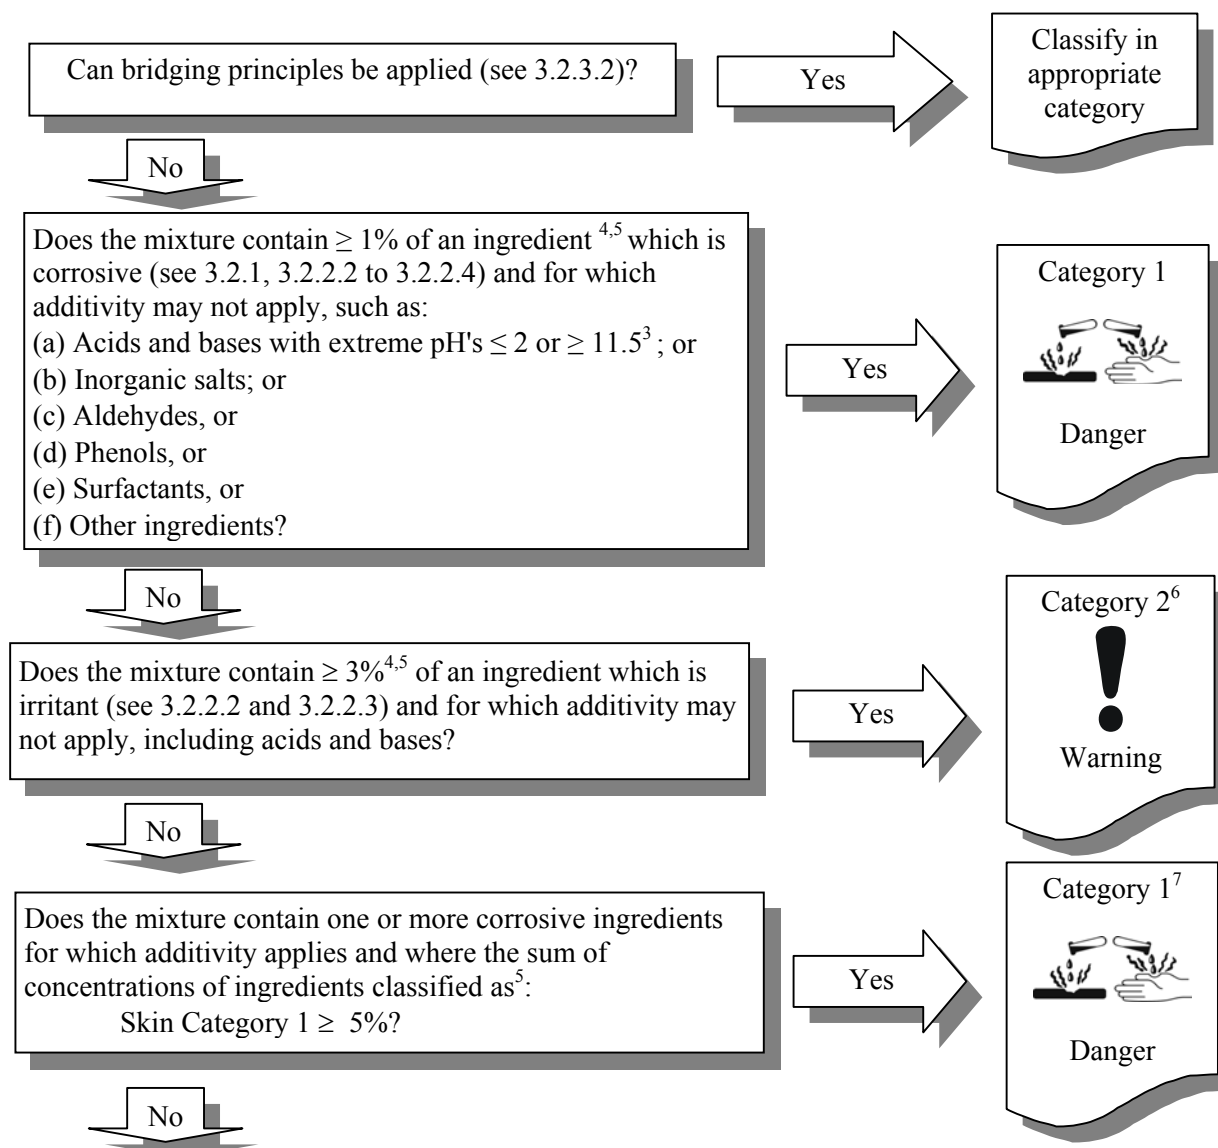 Can bridging principles be applied (see 3.2.3.2)?
Yes
Classify in
appropriate
category
No
Does the mixture contain ≥ 1% of an ingredient 4,5 which is
corrosive (see 3.2.1, 3.2.2.2 to 3.2.2.4) and for which
additivity may not apply, such as:
(a) Acids and bases with extreme pH's ≤ 2 or ≥ 11.5³ ; or
(b) Inorganic salts; or
(c) Aldehydes, or
(d) Phenols, or
(e) Surfactants, or
(f) Other ingredients?
Yes
Category 1
Danger
No
Does the mixture contain ≥ 3%4,5 of an ingredient which is
irritant (see 3.2.2.2 and 3.2.2.3) and for which additivity may
not apply, including acids and bases?
Yes
Category 2⁶
Warning
No
Does the mixture contain one or more corrosive ingredients
for which additivity applies and where the sum of
concentrations of ingredients classified as⁵:
Skin Category 1 ≥ 5%?
Yes
Category 1⁷
Danger
No